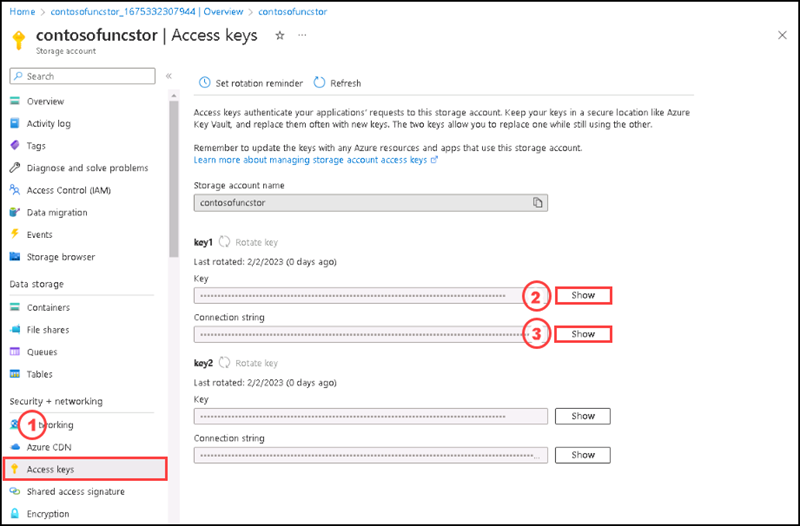 Home > contosofuncstor_1675332307944 | Overview > contosofuncstor
contosofuncstor | Access keys
Storage account
Search
Overview
Activity log
Tags
Diagnose and solve problems
Access Control (IAM)
Data migration
Events
Storage browser
Data storage
Containers
File shares
Queues
Tables
Security + networking
1
tworking
Azure CDN
Access keys
Shared access signature
Encryption
Set rotation reminder Refresh
Access keys authenticate your applications' requests to this storage account. Keep your keys in a secure location like Azure
Key Vault, and replace them often with new keys. The two keys allow you to replace one while still using the other.
Remember to update the keys with any Azure resources and apps that use this storage account.
Learn more about managing storage account access keys
Storage account name
contosofuncstor
key1 Rotate key
Last rotated: 2/2/2023 (0 days ago)
Key
2 Show
Connection string
3 Show
key2 Rotate key
Last rotated: 2/2/2023 (0 days ago)
Key
Show
Connection string
Show